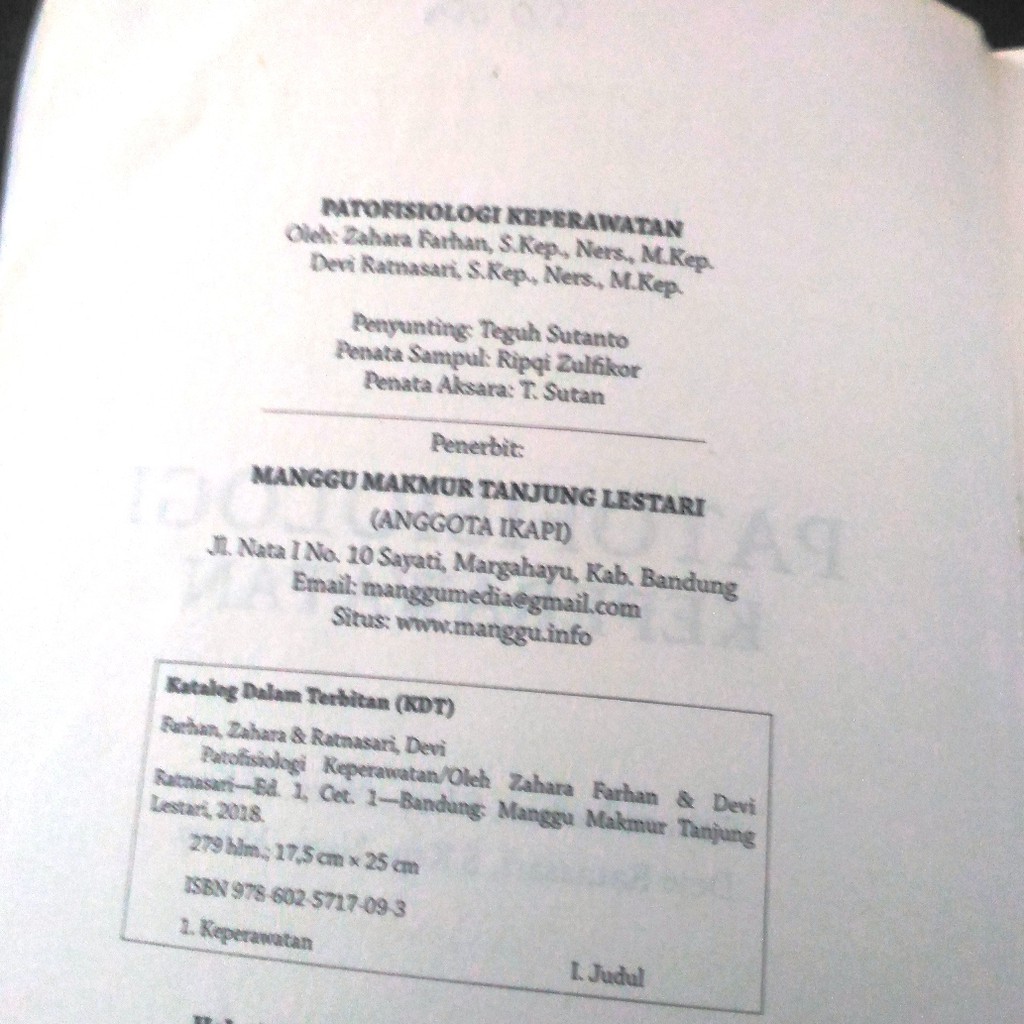 PATOFISIOLOGI KEPERAWATAN
Oleh: Zahara Farhan, S.Kep., Ners., M.Kep.
Devi Ratnasari, S.Kep., Ners., M.Kep.
Penyunting: Teguh Sutanto
Penata Sampul: Ripqi Zulfikor
Penata Aksara: T. Sutan
Penerbit:
MANGGU MAKMUR TANJUNG LESTARI
(ANGGOTA IKAPI)
Jl. Nata I No. 10 Sayati, Margahayu, Kab. Bandung
Email: manggumedia@gmail.com
Situs: www.manggu.info
Katalog Dalam Terbitan (KDT)
Farhan, Zahara & Ratnasari, Devi
Patofisiologi Keperawatan/Oleh Zahara Farhan & Devi
Ratnasari—Ed. 1, Cet. 1—Bandung: Manggu Makmur Tanjung
Lestari, 2018.
279 hlm.; 17,5 cm × 25 cm
ISBN 978-602-5717-09-3
1. Keperawatan
I. Judul